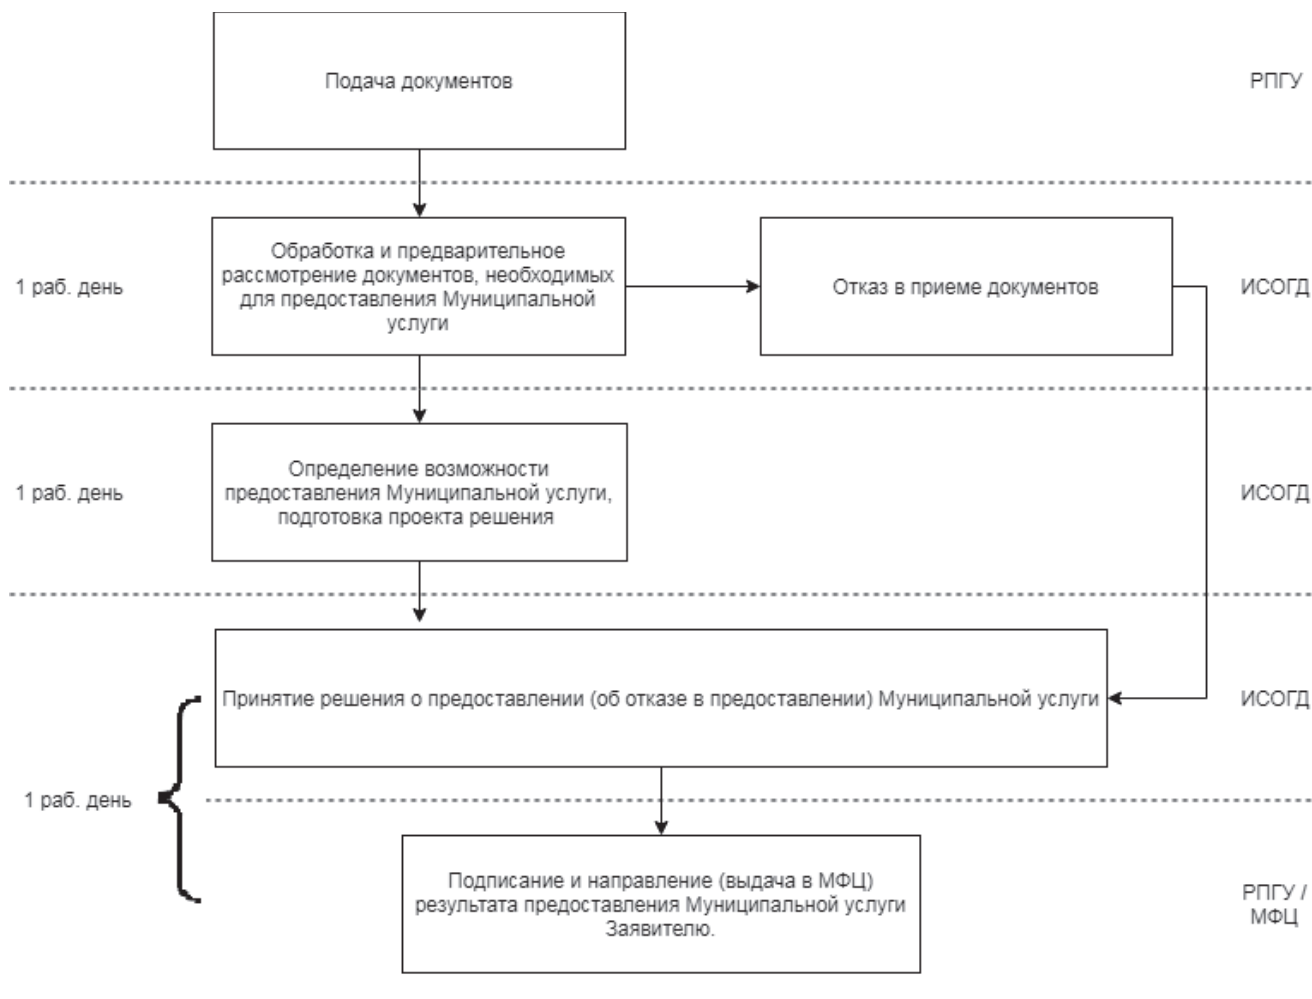 Подача документов
РПГУ
1 раб. день
Обработка и предварительное
рассмотрение документов, необходимых
для предоставления Муниципальной
услуги
Отказ в приеме документов
ИСОГД
1 раб. день
Определение возможности
предоставления Муниципальной услуги,
подготовка проекта решения
ИСОГД
Принятие решения о предоставлении (об отказе в предоставлении) Муниципальной услуги
ИСОГД
1 раб. день
Подписание и направление (выдача в МФЦ)
результата предоставления Муниципальной услуги
Заявителю.
РПГУ /
МФЦ